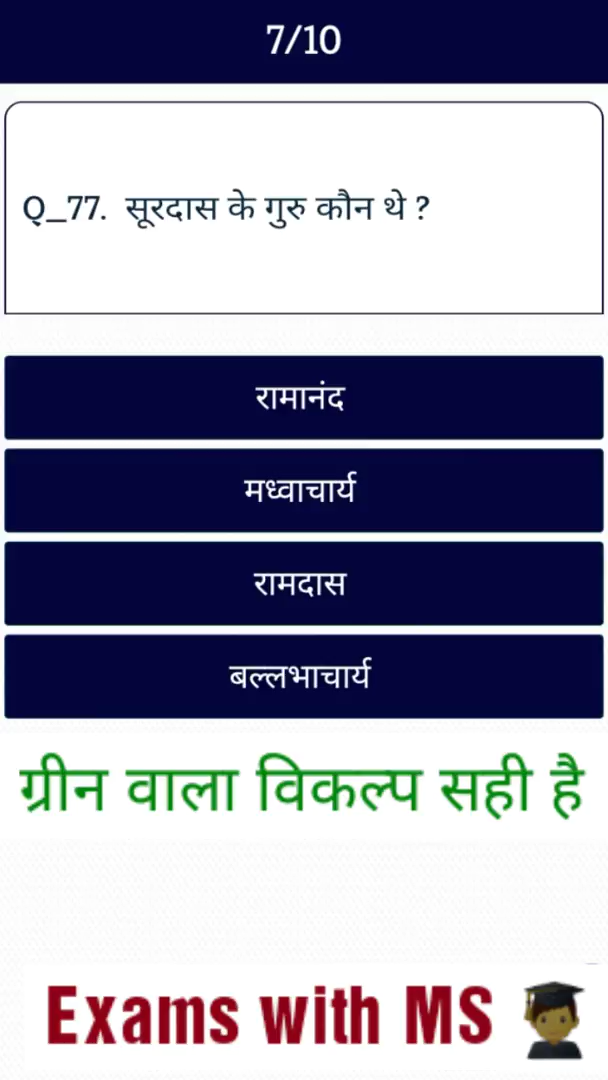 7/10
Q_77. सूरदास के गुरु कौन थे ?
रामानंद
मध्वाचार्य
रामदास
बल्लभाचार्य
ग्रीन वाला विकल्प सही है
Exams with MS